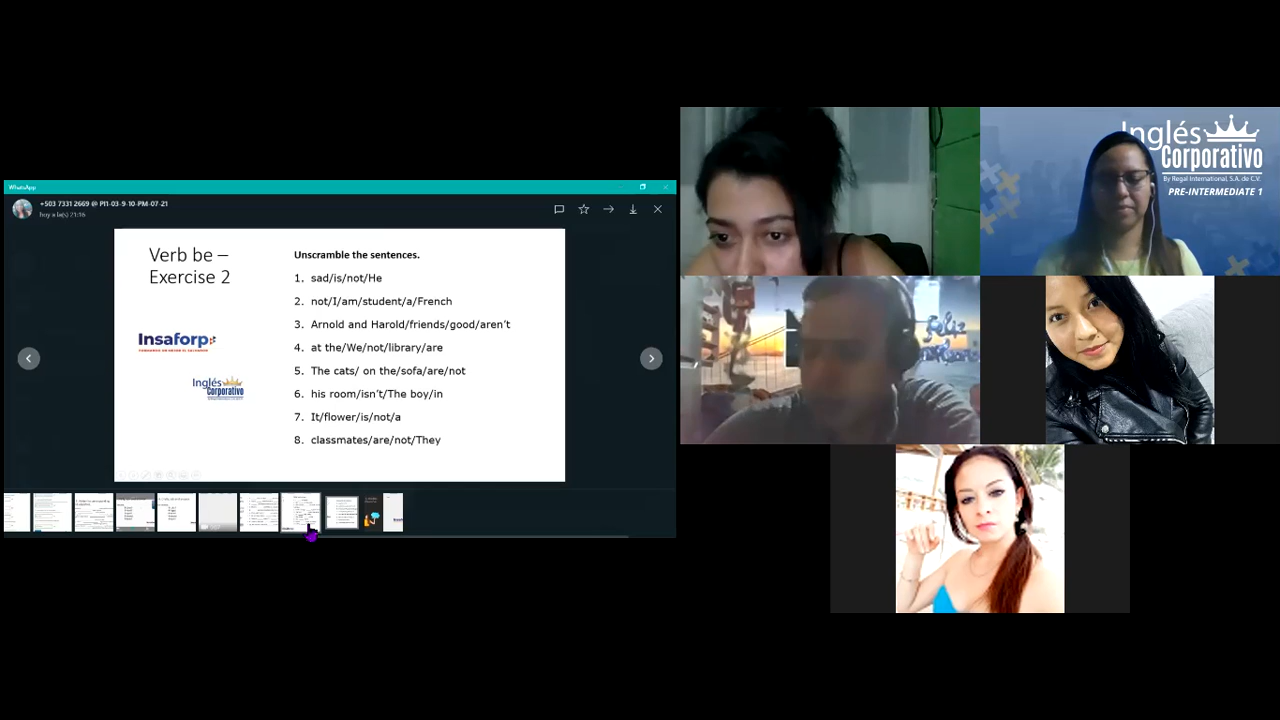 WhatsApp
+503 7331 2669 @ PI1-03-9-10-PM-07-21
hoy a la(s) 21:16
Verb be –
Exercise 2
Insaforp
Inglés
Corporativo
Unscramble the sentences.
1. sad/is/not/He
2. not/I/am/student/a/French
3. Arnold and Harold/friends/good/aren't
4. at the/We/not/library/are
5. The cats/ on the/sofa/are/not
6. his room/isn't/The boy/in
7. It/flower/is/not/a
8. classmates/are/not/They
Inglés
Corporativo
By Regal International, S.A. de C.V.
PRE-INTERMEDIATE 1
Feliz